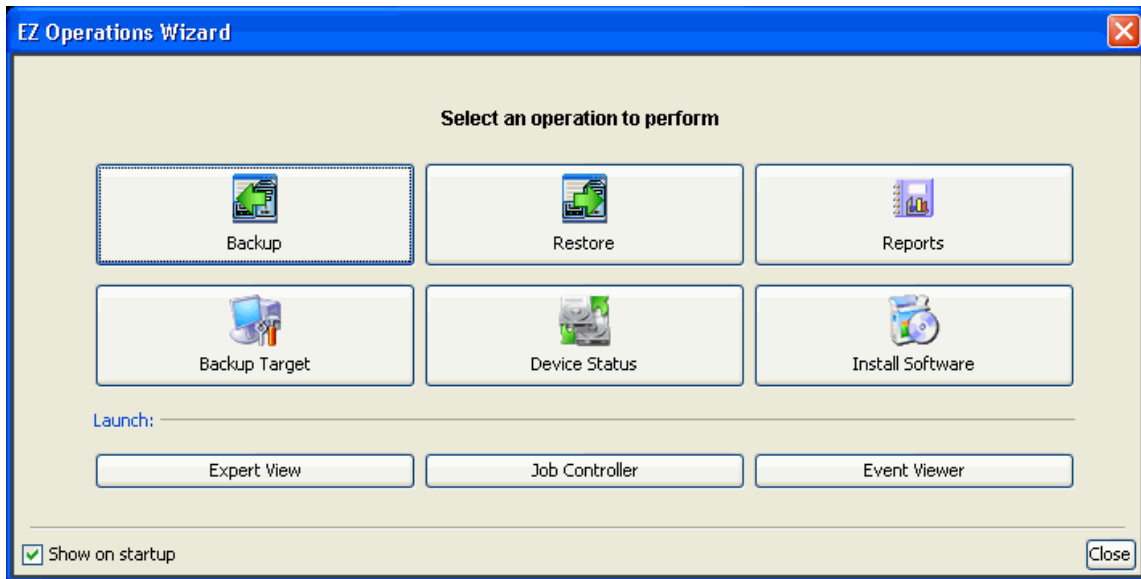 EZ Operations Wizard
Select an operation to perform
Backup
Restore
Reports
Backup Target
Device Status
Install Software
Launch:
Expert View
Job Controller
Event Viewer
Show on startup
Close